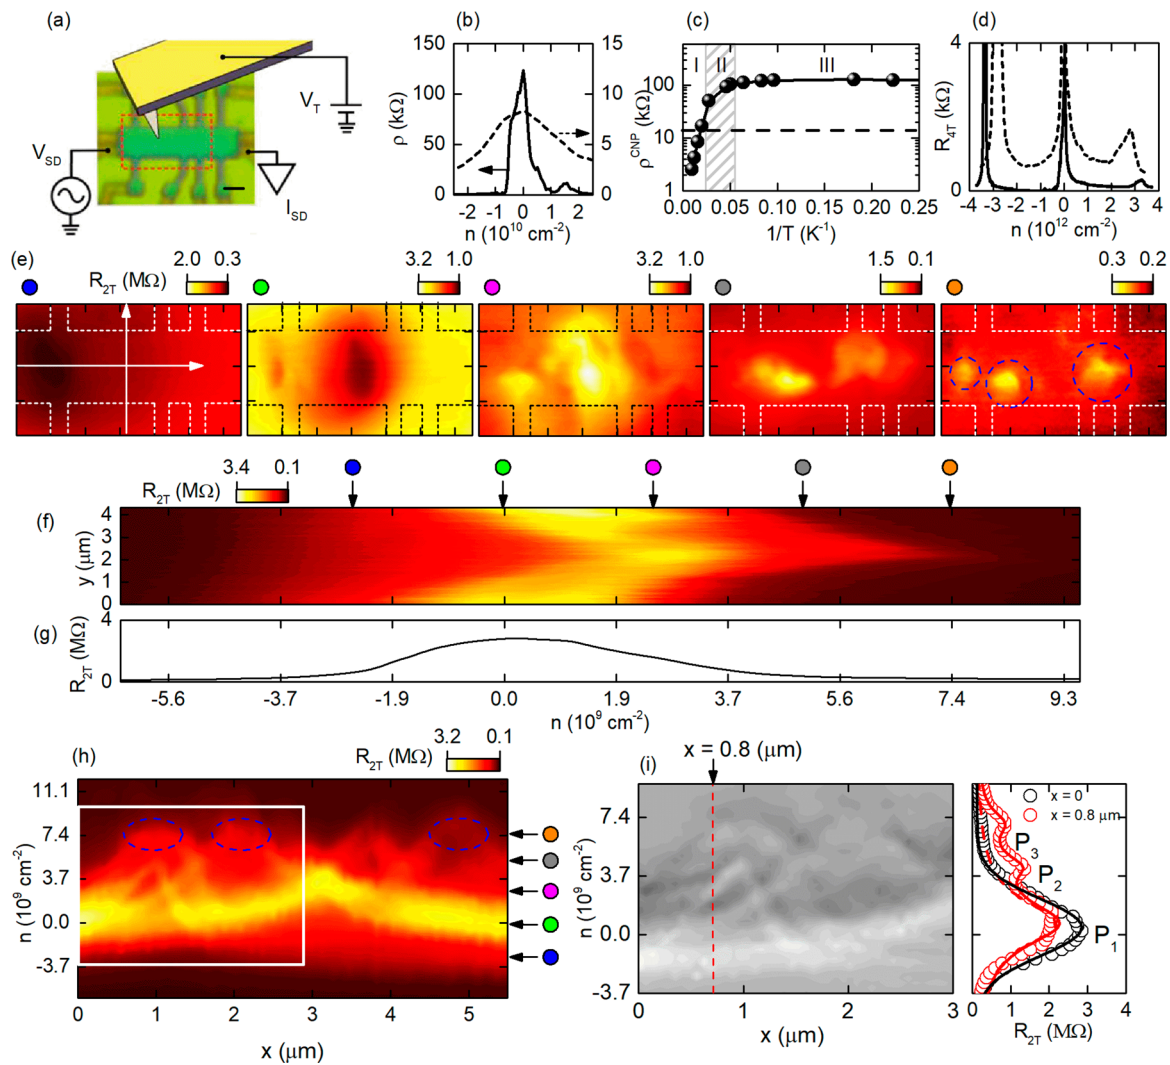 (a)
V_T
V_SD
I_SD
(b)
150
100
50
0
ρ (kΩ)
15
10
5
0
-2 -1 0 1 2
n (10^10 cm^-2)
(c)
I II III
100
10
1
ρ^CNP (kΩ)
0.00 0.05 0.10 0.15 0.20 0.25
1/T (K^-1)
(d)
4
0
R_4T (kΩ)
-4 -3 -2 -1 0 1 2 3 4
n (10^12 cm^-2)
(e)
R_2T (MΩ)
2.0 0.3
3.2 1.0
3.2 1.0
1.5 0.1
0.3 0.2
R_2T (MΩ)
3.4 0.1
(f)
4
3
2
1
0
y (μm)
(g)
4
0
R_2T (MΩ)
-5.6 -3.7 -1.9 0.0 1.9 3.7 5.6 7.4 9.3
n (10^9 cm^-2)
(h)
R_2T (MΩ)
3.2 0.1
11.1
7.4
3.7
0.0
-3.7
n (10^9 cm^-2)
0 1 2 3 4 5
x (μm)
x = 0.8 (μm)
(i)
7.4
3.7
0.0
-3.7
n (10^9 cm^-2)
0 1 2 3
x (μm)
x = 0
x = 0.8 μm
P_3
P_2
P_1
0 1 2 3 4
R_2T (MΩ)